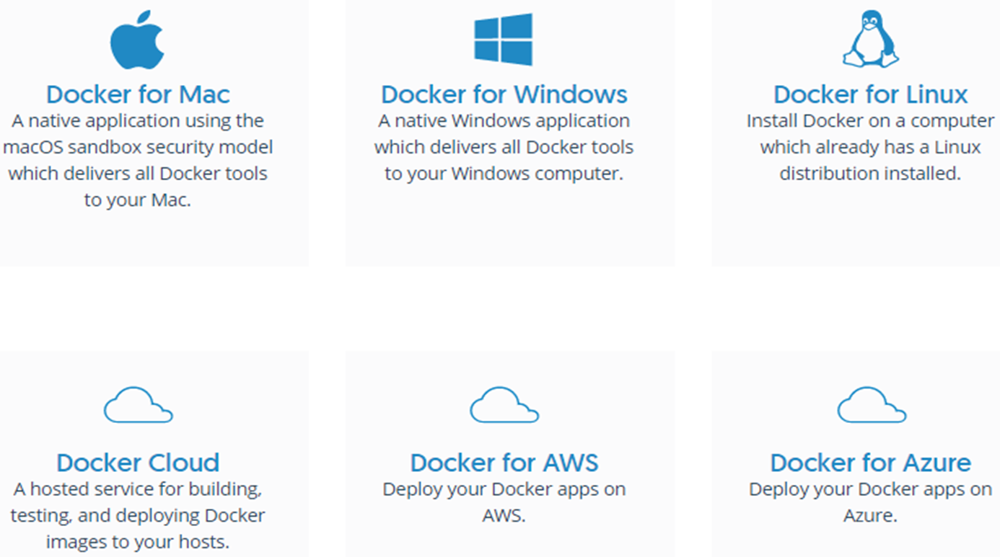 Docker for Mac
A native application using the
macOS sandbox security model
which delivers all Docker tools
to your Mac.
Docker for Windows
A native Windows application
which delivers all Docker tools
to your Windows computer.
Docker for Linux
Install Docker on a computer
which already has a Linux
distribution installed.
Docker Cloud
A hosted service for building,
testing, and deploying Docker
images to your hosts.
Docker for AWS
Deploy your Docker apps on
AWS.
Docker for Azure
Deploy your Docker apps on
Azure.